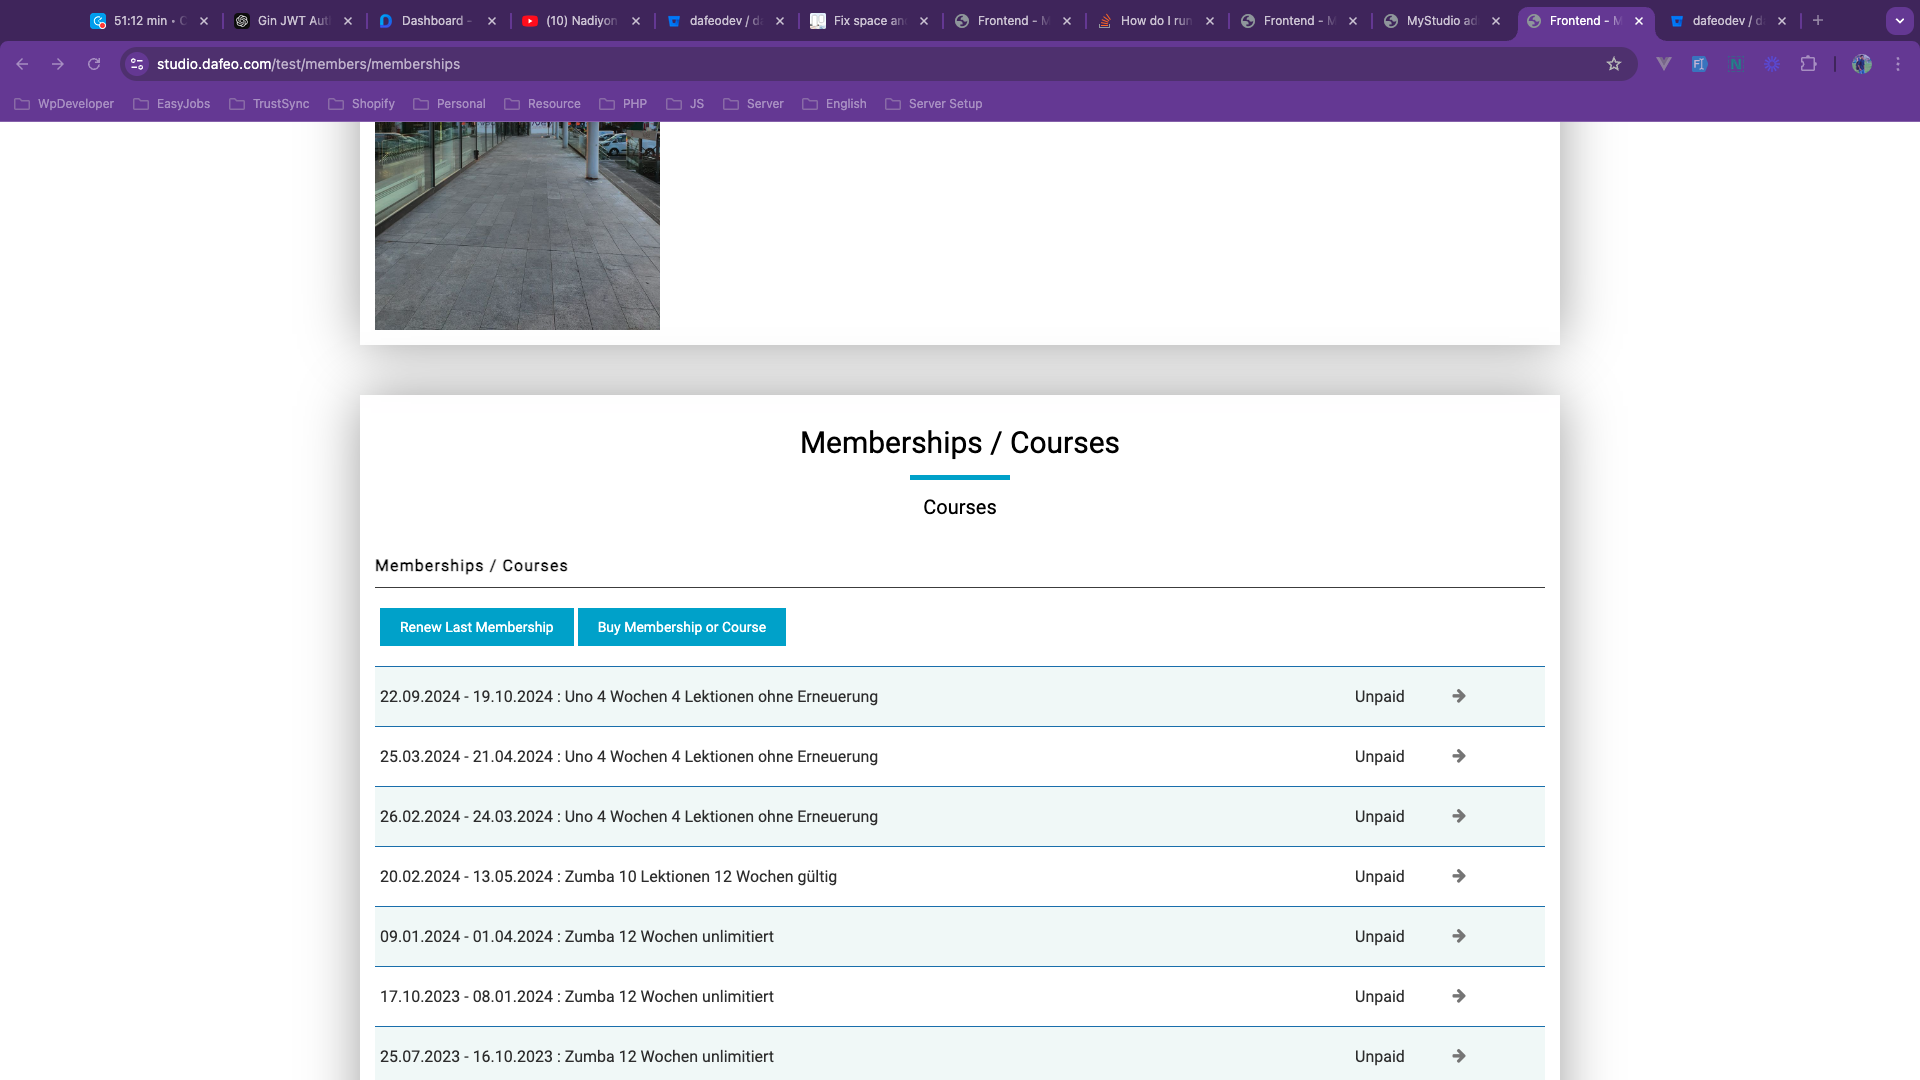 51:12 min • C
Gin JWT Aut
Dashboard -
(10) Nadiyon
dafeodev / da
Fix space an
Frontend - M
How do I run
Frontend - M
MyStudio ad
Frontend - M
dafeodev / da
studio.dafeo.com/test/members/memberships
WpDeveloper
EasyJobs
TrustSync
Shopify
Personal
Resource
PHP
JS
Server
English
Server Setup
Memberships / Courses
Courses
Memberships / Courses
Renew Last Membership
Buy Membership or Course
22.09.2024 - 19.10.2024 : Uno 4 Wochen 4 Lektionen ohne Erneuerung Unpaid
25.03.2024 - 21.04.2024 : Uno 4 Wochen 4 Lektionen ohne Erneuerung Unpaid
26.02.2024 - 24.03.2024 : Uno 4 Wochen 4 Lektionen ohne Erneuerung Unpaid
20.02.2024 - 13.05.2024 : Zumba 10 Lektionen 12 Wochen gültig Unpaid
09.01.2024 - 01.04.2024 : Zumba 12 Wochen unlimitiert Unpaid
17.10.2023 - 08.01.2024 : Zumba 12 Wochen unlimitiert Unpaid
25.07.2023 - 16.10.2023 : Zumba 12 Wochen unlimitiert Unpaid